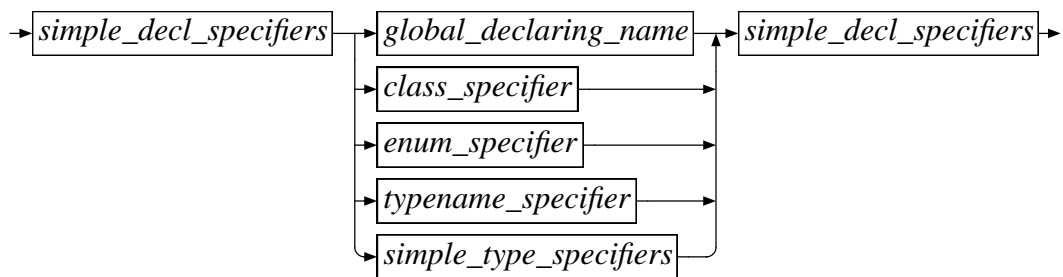 simple_decl_specifiers global_declaring_name simple_decl_specifiers
class_specifier
enum_specifier
typename_specifier
simple_type_specifiers